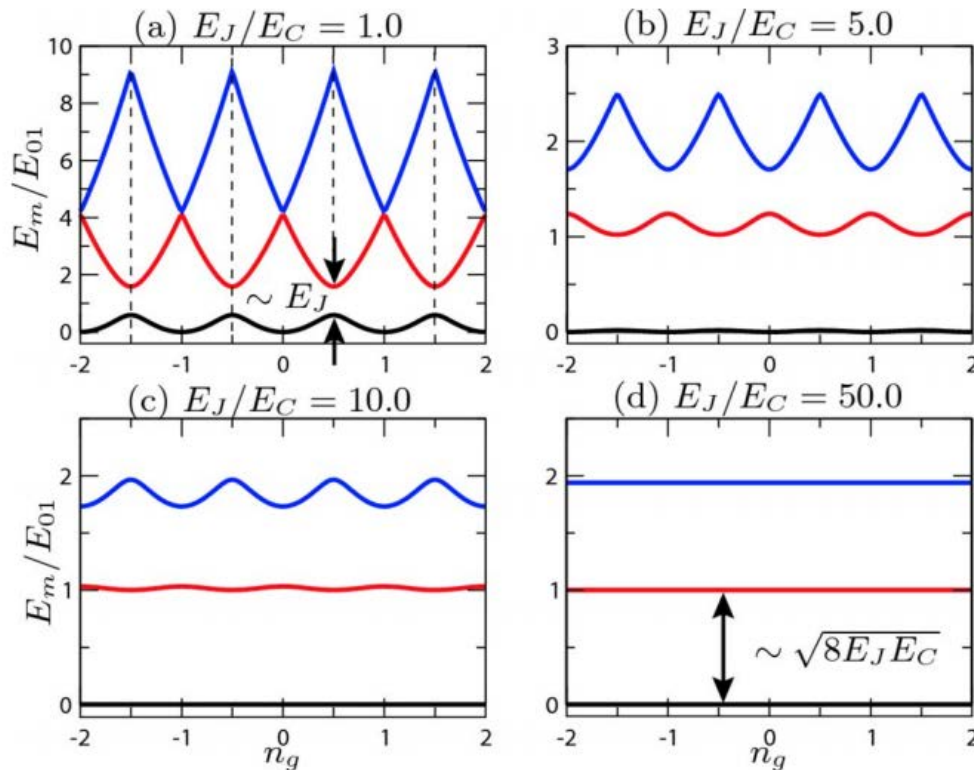 (a) E_J/E_C = 1.0
10
8
6
4
2
0
E_m/E_01
∼ E_J
-2 -1 0 1 2
(b) E_J/E_C = 5.0
3
2
1
0
-2 -1 0 1 2
(c) E_J/E_C = 10.0
2
1
0
E_m/E_01
-2 -1 0 1 2
n_g
(d) E_J/E_C = 50.0
2
1
0
∼ √8E_JE_C
-2 -1 0 1 2
n_g